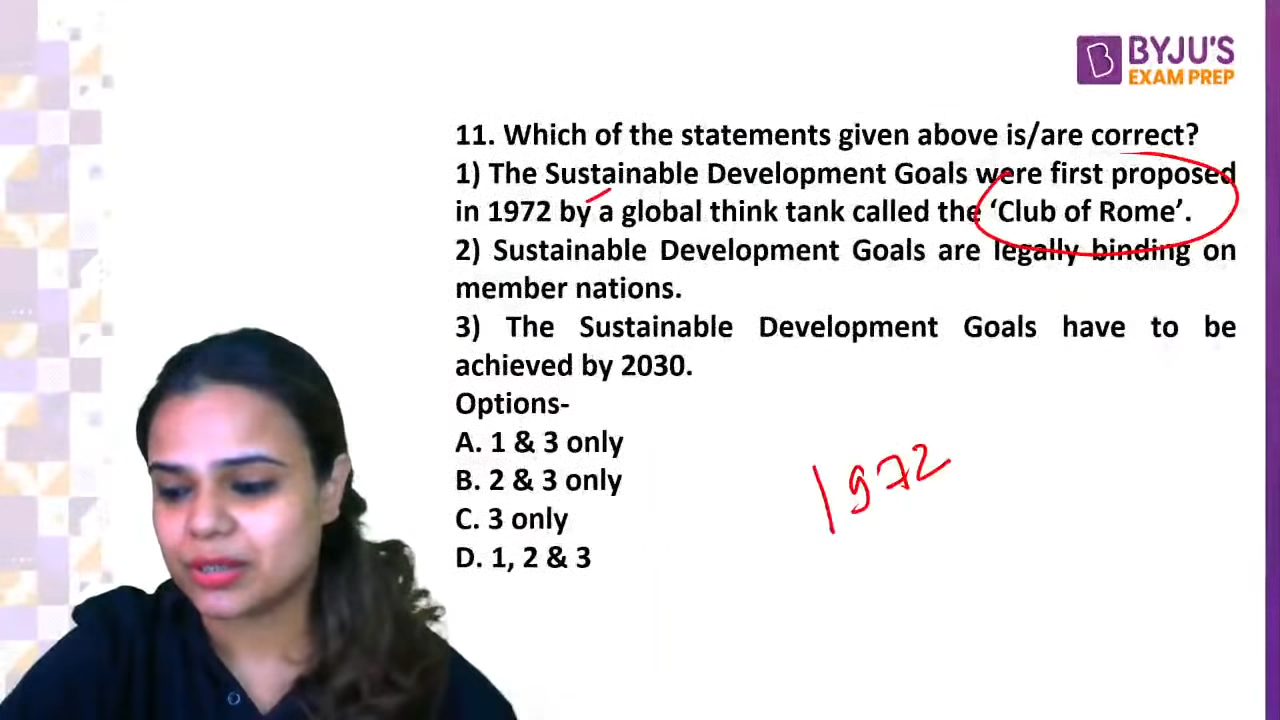 BYJU'S
EXAM PREP
11. Which of the statements given above is/are correct?
1) The Sustainable Development Goals were first proposed
in 1972 by a global think tank called the ‘Club of Rome’.
2) Sustainable Development Goals are legally binding on
member nations.
3) The Sustainable Development Goals have to be
achieved by 2030.
Options-
A. 1 & 3 only
B. 2 & 3 only
C. 3 only
D. 1, 2 & 3
1972